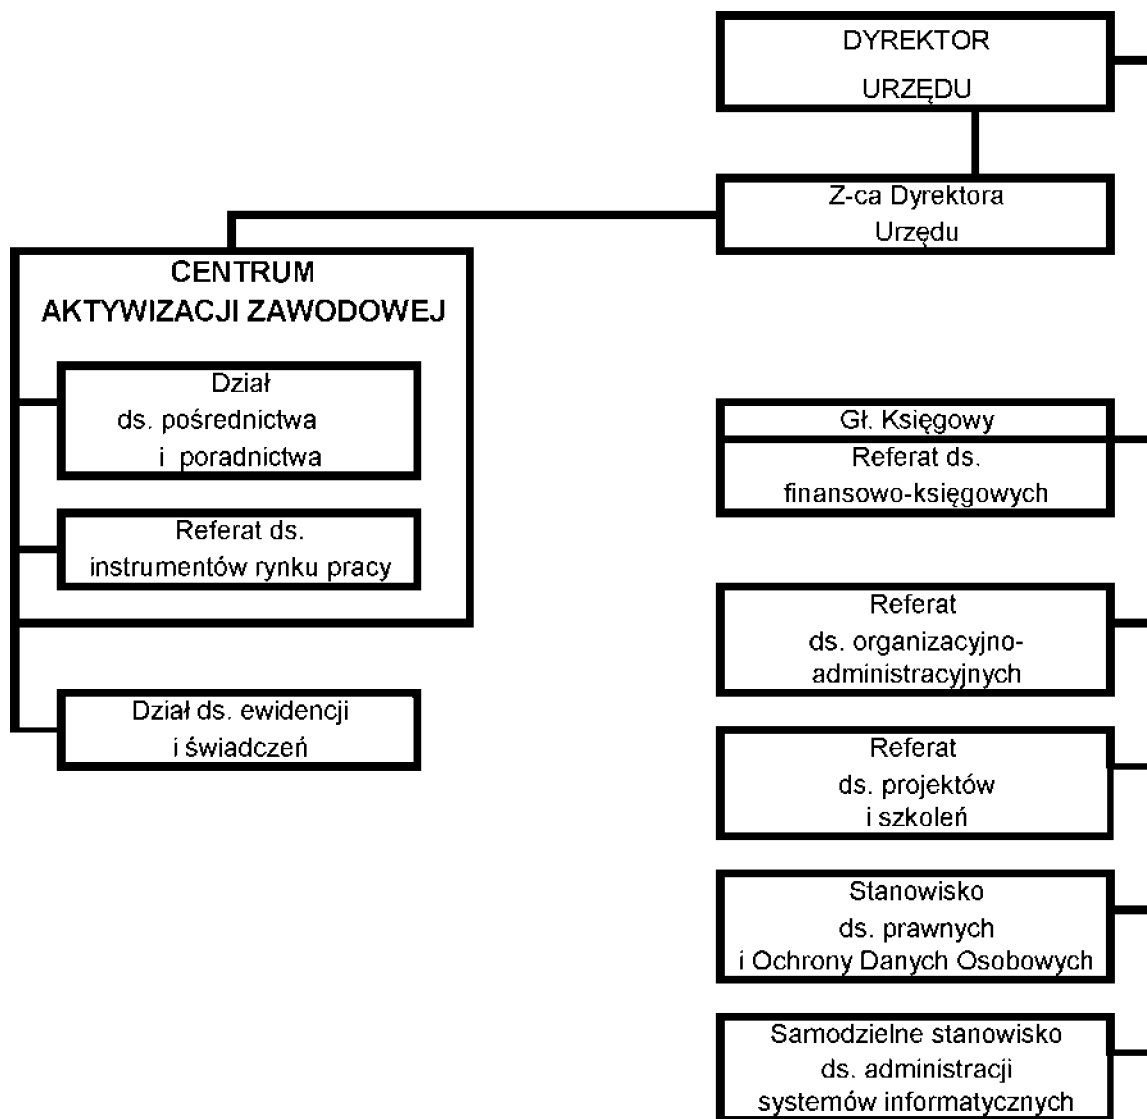 DYREKTOR
URZĘDU
Z-ca Dyrektora
Urzędu
CENTRUM
AKTYWIZACJI ZAWODOWEJ
Dział
ds. pośrednictwa
i poradnictwa
Referat ds.
instrumentów rynku pracy
Dział ds. ewidencji
i świadczeń
Gł. Księgowy
Referat ds.
finansowo-księgowych
Referat
ds. organizacyjno-
administracyjnych
Referat
ds. projektów
i szkoleń
Stanowisko
ds. prawnych
i Ochrony Danych Osobowych
Samodzielne stanowisko
ds. administracji
systemów informatycznych